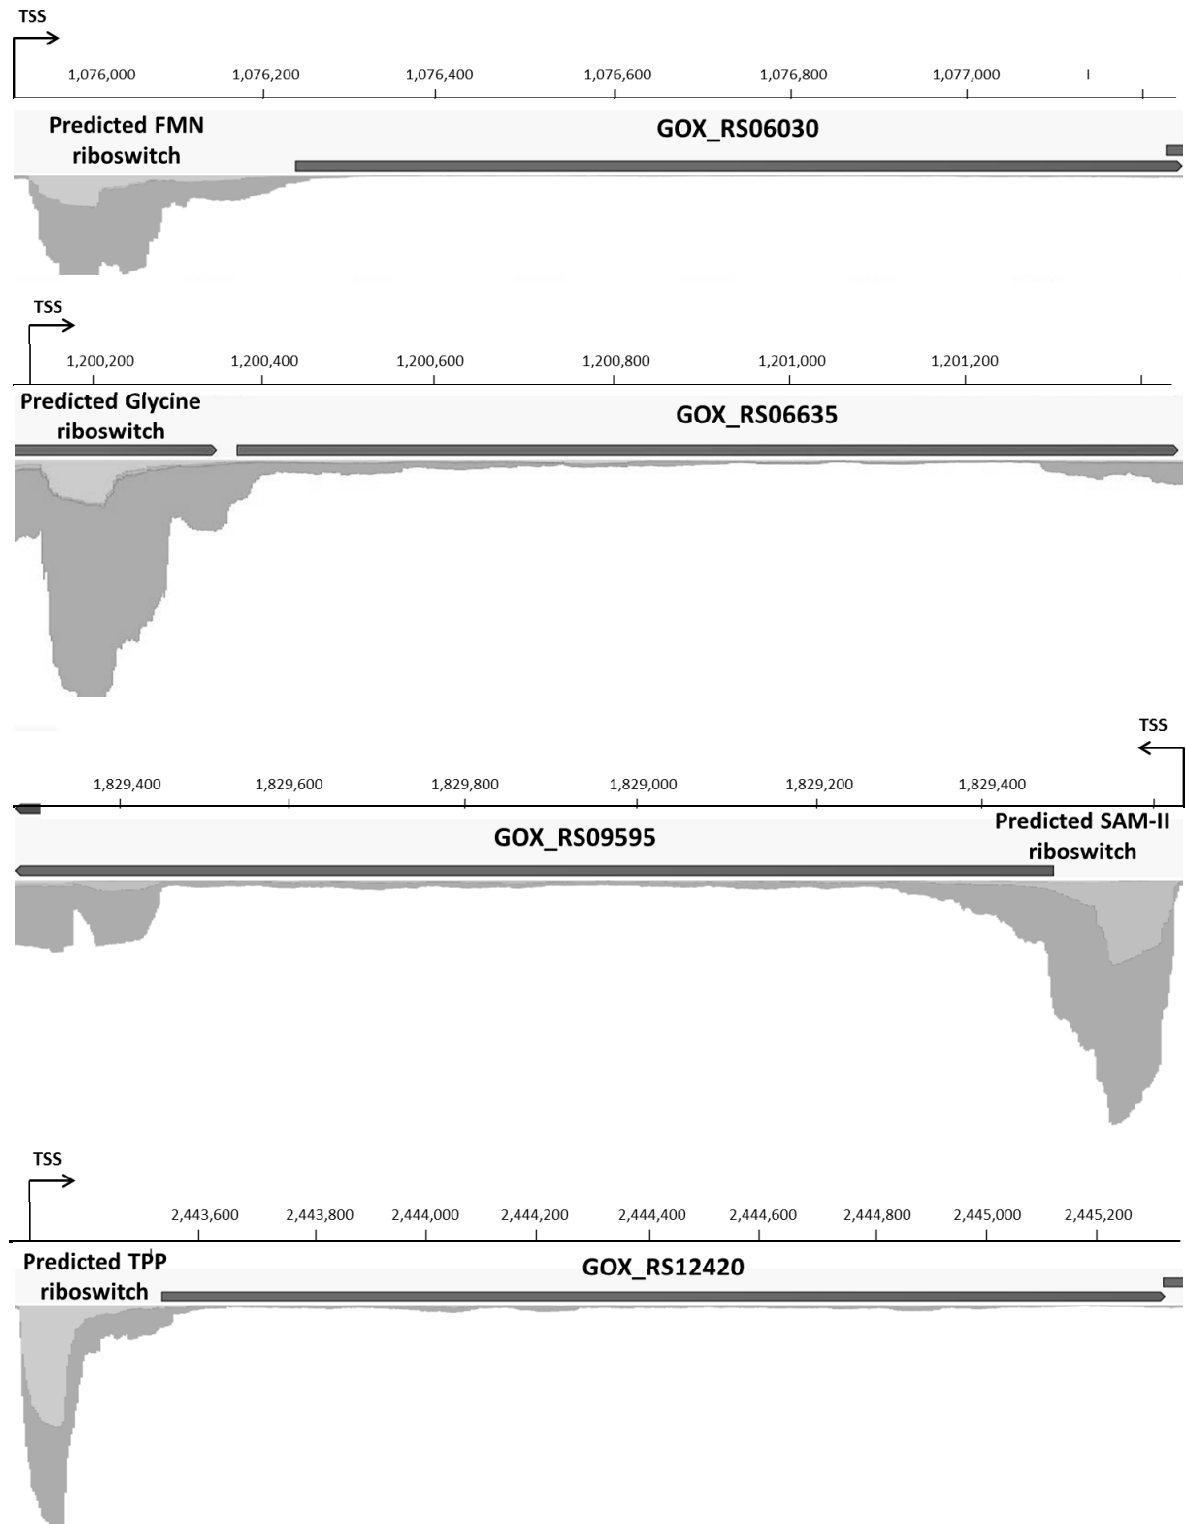 TSS
1,076,000 1,076,200 1,076,400 1,076,600 1,076,800 1,077,000
Predicted FMN
riboswitch
GOX_RS06030
TSS
1,200,200 1,200,400 1,200,600 1,200,800 1,201,000 1,201,200
Predicted Glycine
riboswitch
GOX_RS06635
TSS
1,829,400 1,829,600 1,829,800 1,829,000 1,829,200 1,829,400
Predicted SAM-II
riboswitch
GOX_RS09595
TSS
2,443,600 2,443,800 2,444,000 2,444,200 2,444,400 2,444,600 2,444,800 2,445,000 2,445,200
Predicted TPP
riboswitch
GOX_RS12420